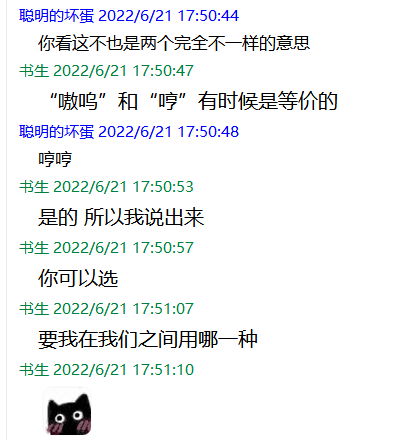 聪明的坏蛋 2022/6/21 17:50:44
你看这不也是两个完全不一样的意思
书生 2022/6/21 17:50:47
“嗷呜”和“哼”有时候是等价的
聪明的坏蛋 2022/6/21 17:50:48
哼哼
书生 2022/6/21 17:50:53
是的 所以我说出来
书生 2022/6/21 17:50:57
你可以选
书生 2022/6/21 17:51:07
要我在我们之间用哪一种
书生 2022/6/21 17:51:10